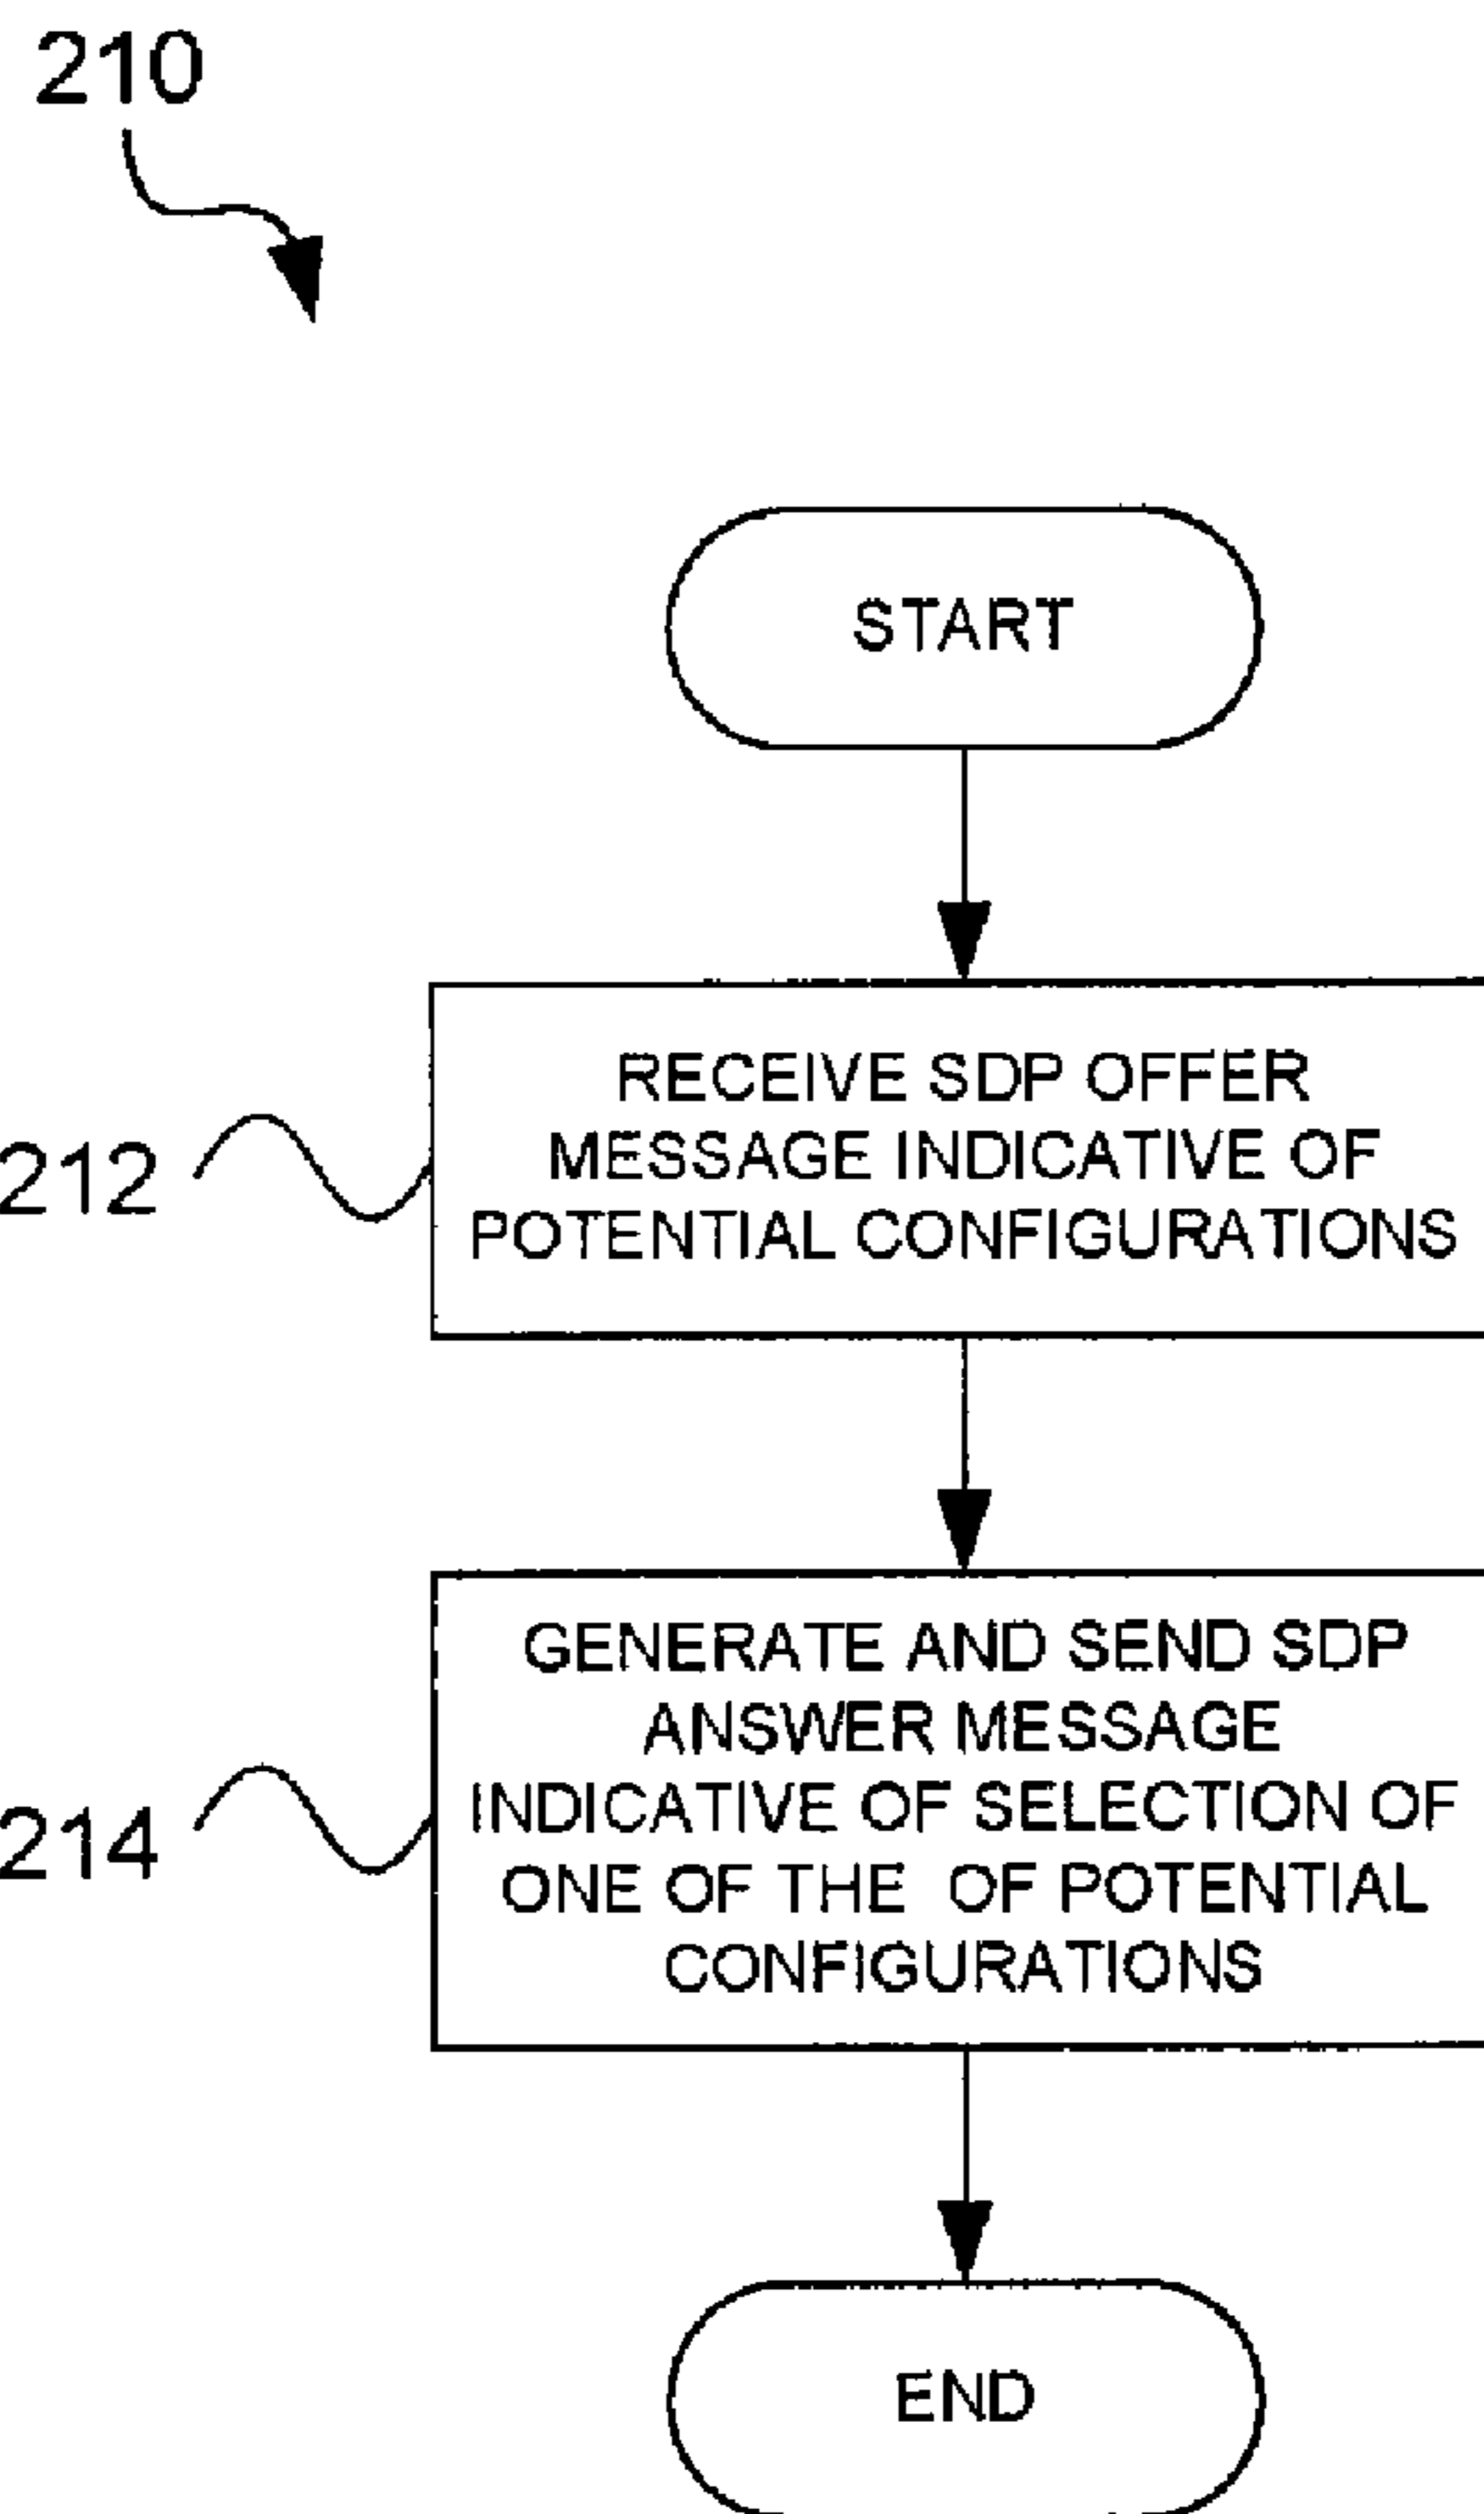 210
START
RECEIVE SDP OFFER
MESSAGE INDICATIVE OF
POTENTIAL CONFIGURATIONS
212
GENERATE AND SEND SDP
ANSWER MESSAGE
INDICATIVE OF SELECTION OF
ONE OF THE OF POTENTIAL
CONFIGURATIONS
214
END